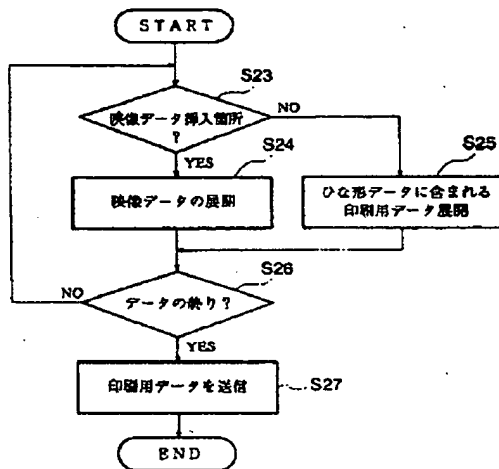 START
S23
映像データ挿入箇所
?
NO
YES
S24
S25
映像データの展開
ひな形データに含まれる
印刷用データ展開
S26
NO
データの終り?
YES
印刷用データを送信
S27
END